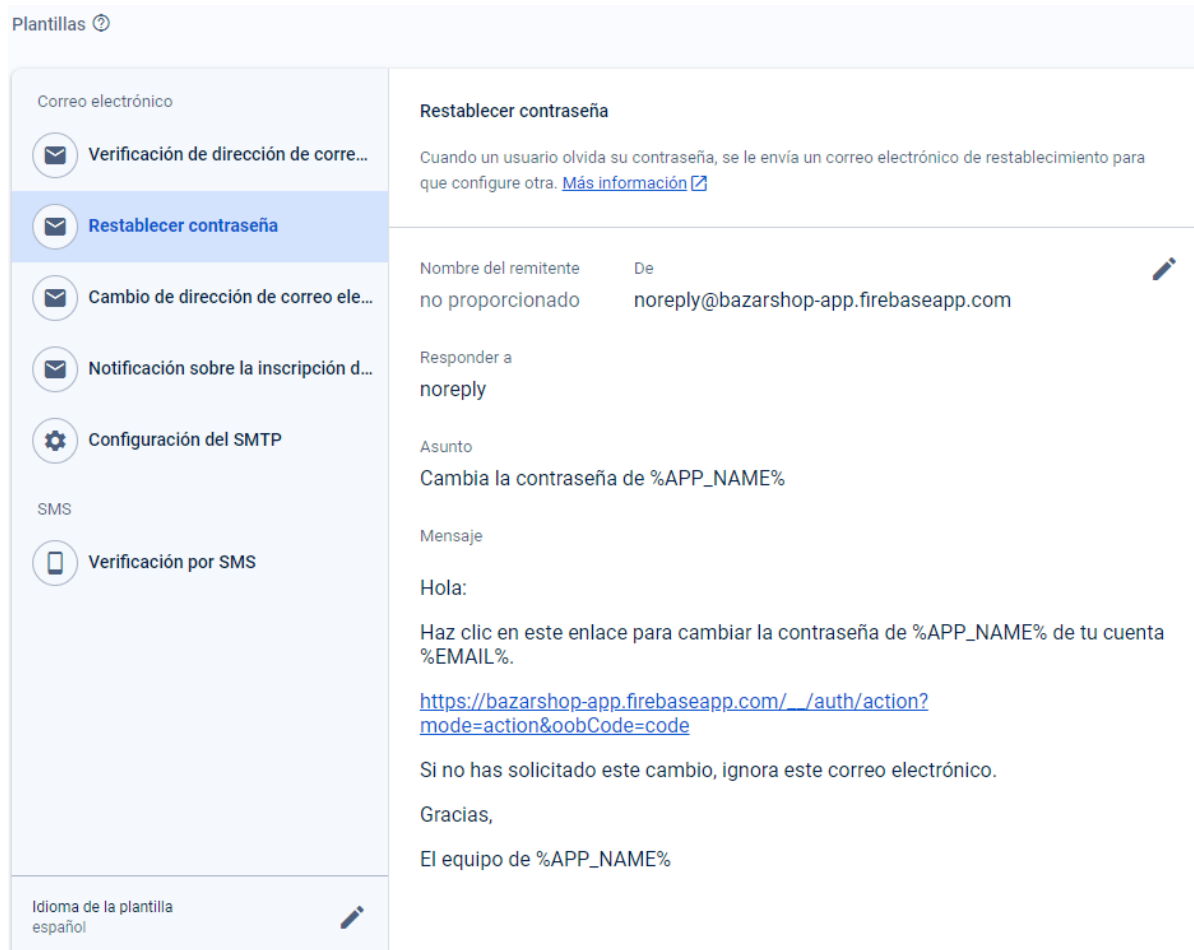 Plantillas
Correo electrónico
Verificación de dirección de corre...
Restablecer contraseña
Cambio de dirección de correo ele...
Notificación sobre la inscripción d...
Configuración del SMTP
SMS
Verificación por SMS
Idioma de la plantilla
español
Restablecer contraseña
Cuando un usuario olvida su contraseña, se le envía un correo electrónico de restablecimiento para
que configure otra. Más información
Nombre del remitente De
no proporcionado noreply@bazarshop-app.firebaseapp.com
Responder a
noreply
Asunto
Cambia la contraseña de %APP_NAME%
Mensaje
Hola:
Haz clic en este enlace para cambiar la contraseña de %APP_NAME% de tu cuenta
%EMAIL%.
https://bazarshop-app.firebaseapp.com/__/auth/action?
mode=action&oobCode=code
Si no has solicitado este cambio, ignora este correo electrónico.
Gracias,
El equipo de %APP_NAME%